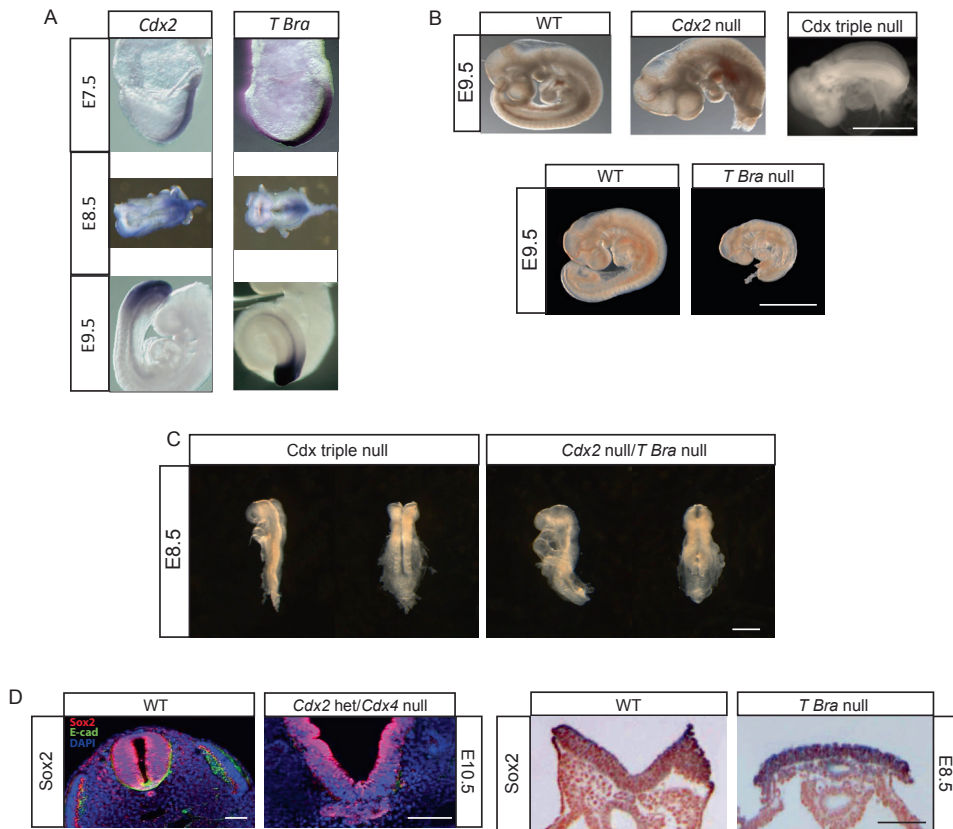 A
Cdx2
T Bra
E7.5
E8.5
E9.5
B
WT
Cdx2 null
Cdx triple null
E9.5
WT
T Bra null
E9.5
C
Cdx triple null
Cdx2 null/T Bra null
E8.5
D
WT
Cdx2 het/Cdx4 null
Sox2
Sox2
E-cad
DAPI
E10.5
WT
T Bra null
Sox2
E8.5